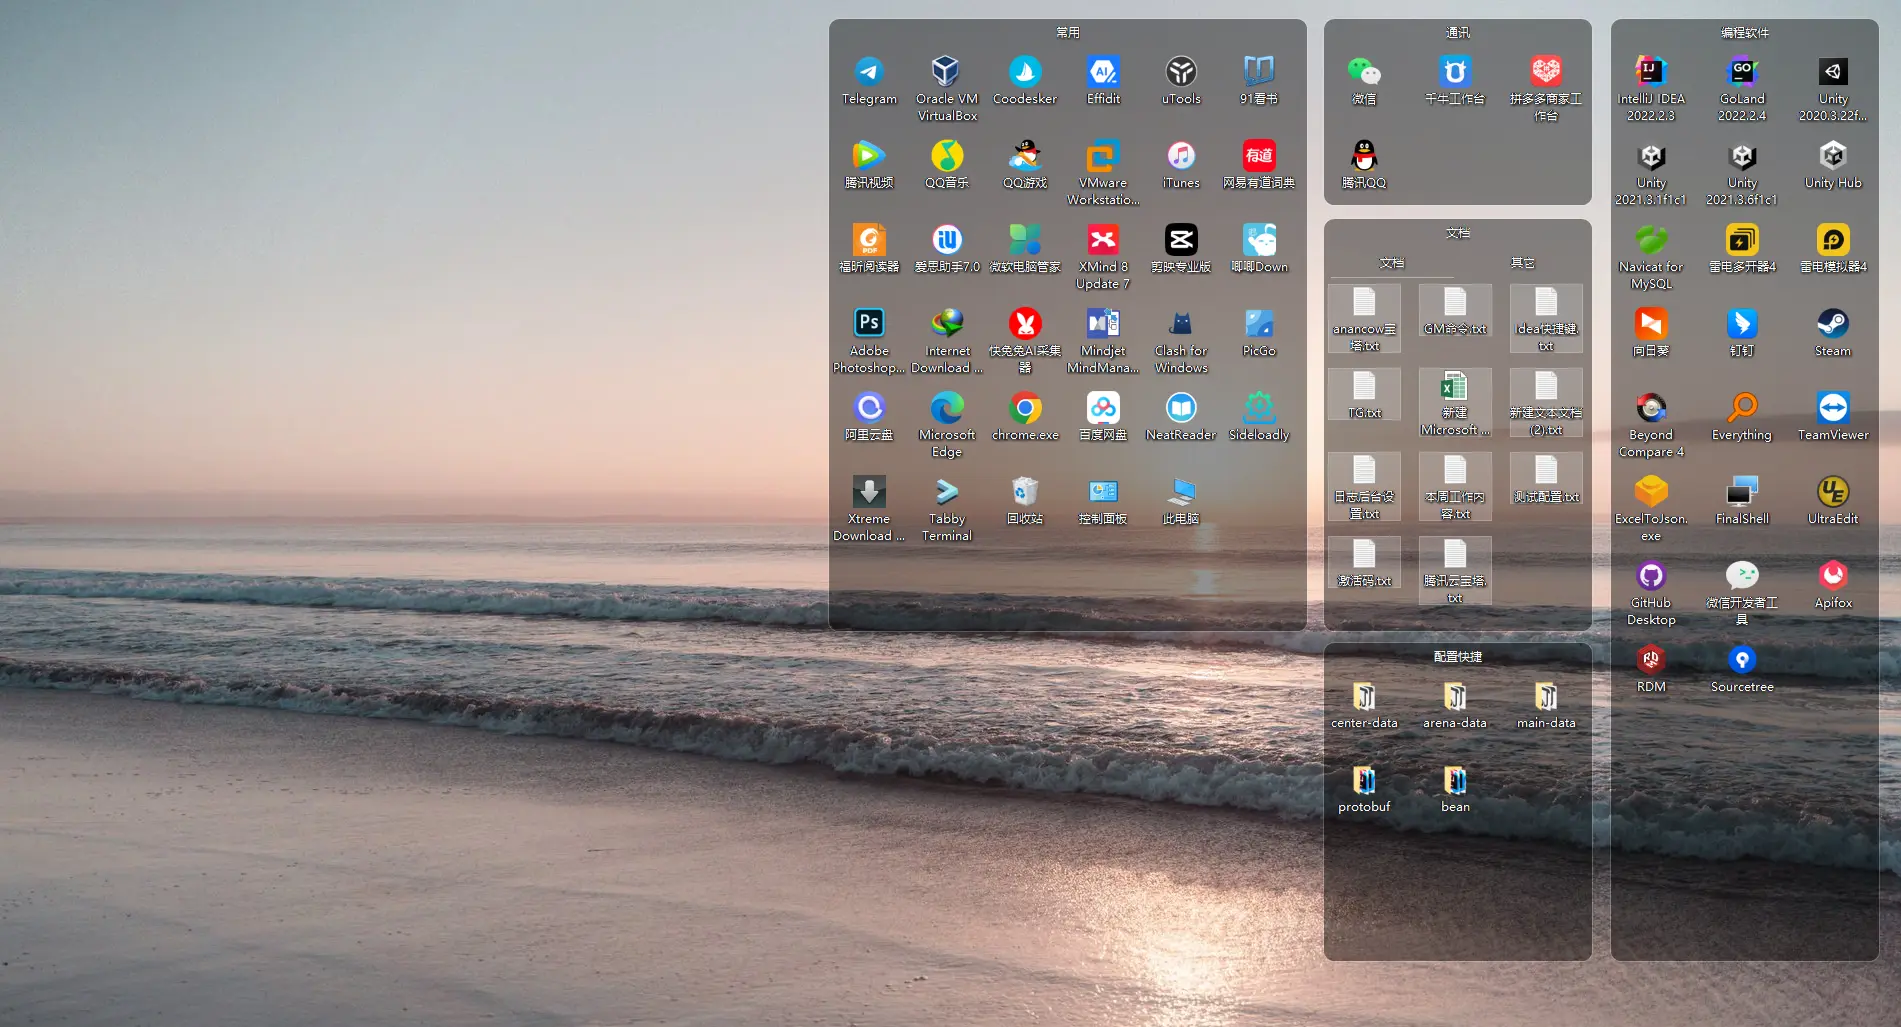 常用
Telegram
Oracle VM
VirtualBox
Coodesker
Effidit
uTools
91看书
腾讯视频
QQ音乐
QQ游戏
VMware
Workstatio...
iTunes
有道
网易有道词典
PDF
福昕阅读器
iU
爱思助手7.0
微软电脑管家
XMind 8
Update 7
剪映专业版
唧唧Down
Ps
Adobe
Photoshop...
Internet
Download ...
快兔兔AI采集
器
Mindjet
MindMana...
Clash for
Windows
PicGo
阿里云盘
Microsoft
Edge
chrome.exe
百度网盘
NeatReader
Sideloadly
Xtreme
Download ...
Tabby
Terminal
回收站
控制面板
此电脑
通讯
微信
千牛工作台
拼多多商家工
作台
腾讯QQ
文档
文档
其它
anancow宝
塔.txt
GM命令.txt
Idea快捷键.
txt
TG.txt
新建
Microsoft ...
新建文本文档
(2).txt
日志后台设
置.txt
本周工作内
容.txt
测试配置.txt
激活码.txt
腾讯云宝塔.
txt
配置快捷
center-data
arena-data
main-data
protobuf
bean
编程软件
IJ
IntelliJ IDEA
2022.2.3
GO
GoLand
2022.2.4
Unity
2020.3.22f...
Unity
2021.3.1f1c1
Unity
2021.3.6f1c1
Unity Hub
Navicat for
MySQL
雷电多开器4
雷电模拟器4
向日葵
钉钉
Steam
Beyond
Compare 4
Everything
TeamViewer
ExcelToJson.
exe
FinalShell
UE
UltraEdit
GitHub
Desktop
微信开发者工
具
Apifox
RD
RDM
Sourcetree